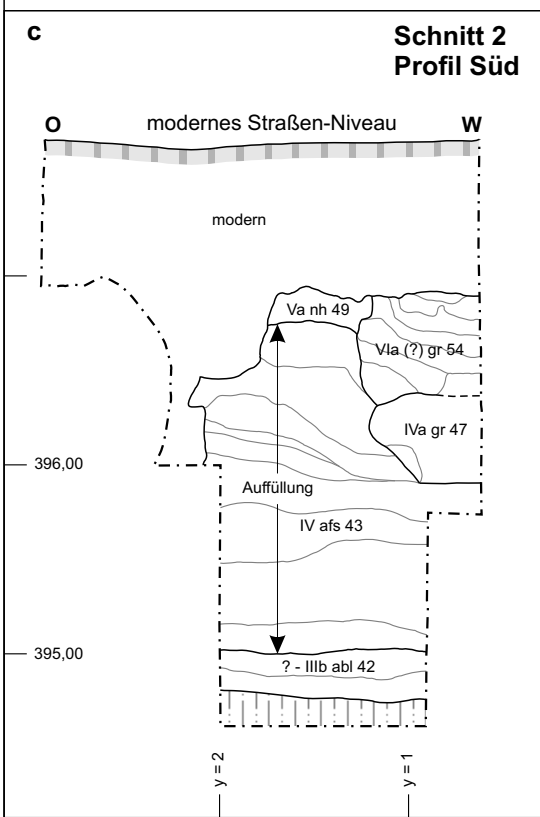 c
Schnitt 2
Profil Süd
O
modernes Straßen-Niveau
W
modern
Va nh 49
VIa (?) gr 54
IVa gr 47
396,00
Auffüllung
IV afs 43
395,00
? - IIIb abl 42
y = 2
y = 1